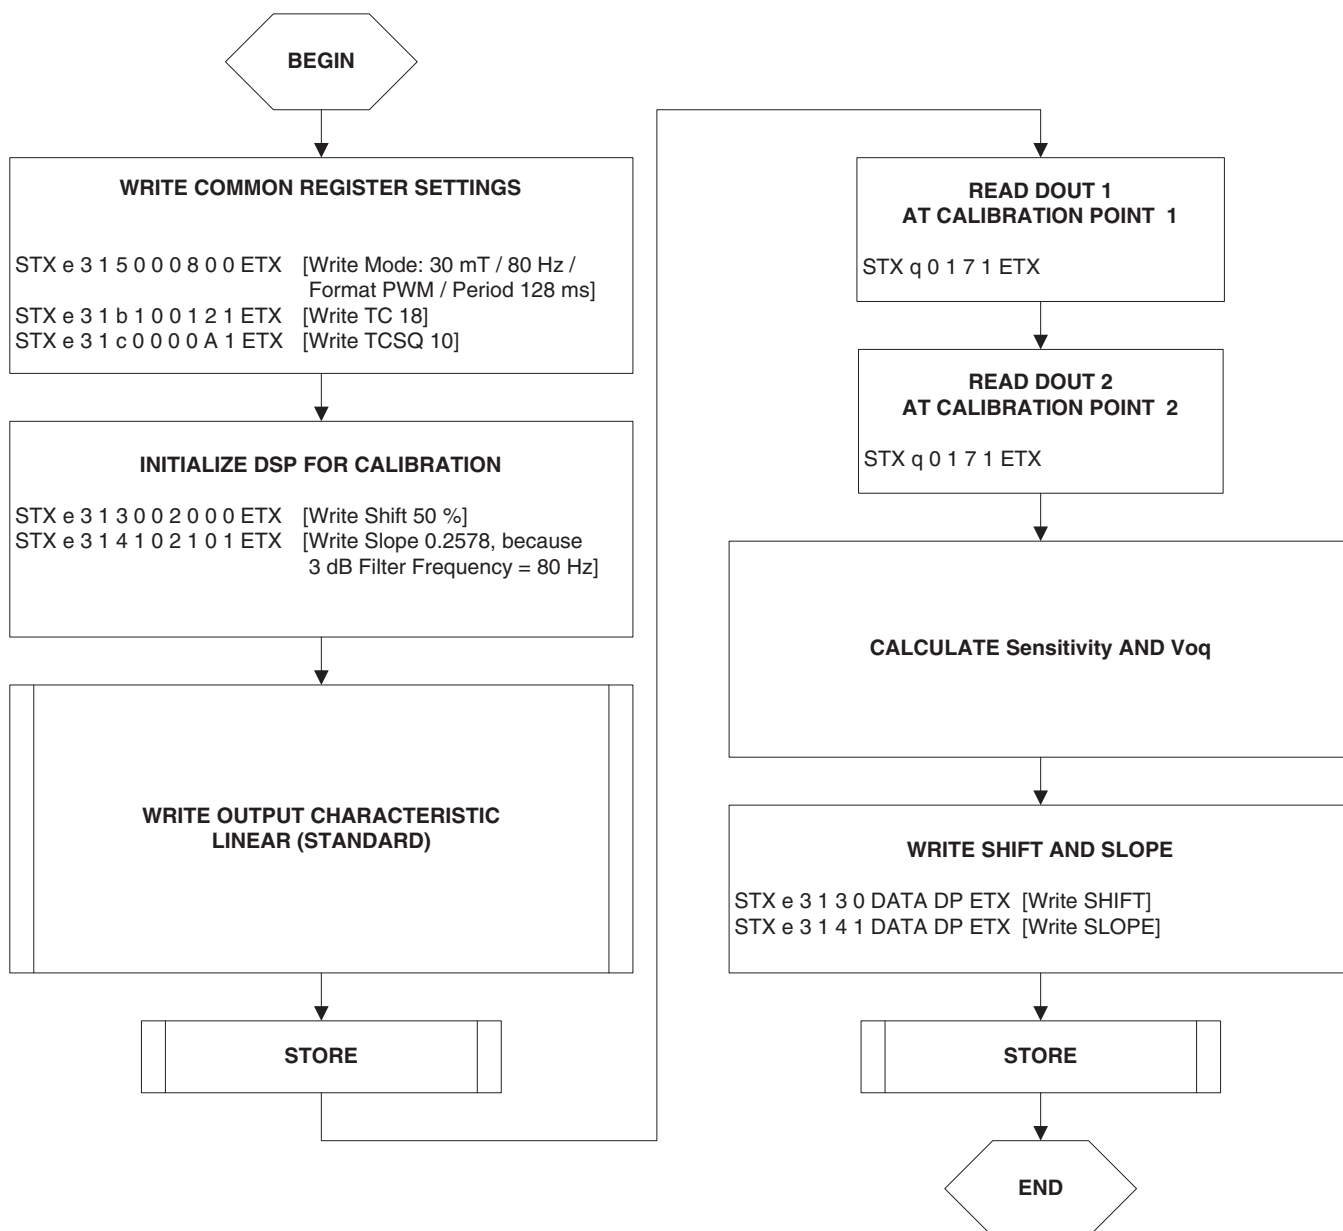 BEGIN
WRITE COMMON REGISTER SETTINGS
STX e 3 1 5 0 0 0 8 0 0 ETX [Write Mode: 30 mT / 80 Hz /
Format PWM / Period 128 ms]
STX e 3 1 b 1 0 0 1 2 1 ETX [Write TC 18]
STX e 3 1 c 0 0 0 0 A 1 ETX [Write TCSQ 10]
INITIALIZE DSP FOR CALIBRATION
STX e 3 1 3 0 0 2 0 0 0 ETX [Write Shift 50 %]
STX e 3 1 4 1 0 2 1 0 1 ETX [Write Slope 0.2578, because
3 dB Filter Frequency = 80 Hz]
WRITE OUTPUT CHARACTERISTIC
LINEAR (STANDARD)
STORE
READ DOUT 1
AT CALIBRATION POINT 1
STX q 0 1 7 1 ETX
READ DOUT 2
AT CALIBRATION POINT 2
STX q 0 1 7 1 ETX
CALCULATE Sensitivity AND Voq
WRITE SHIFT AND SLOPE
STX e 3 1 3 0 DATA DP ETX [Write SHIFT]
STX e 3 1 4 1 DATA DP ETX [Write SLOPE]
STORE
END